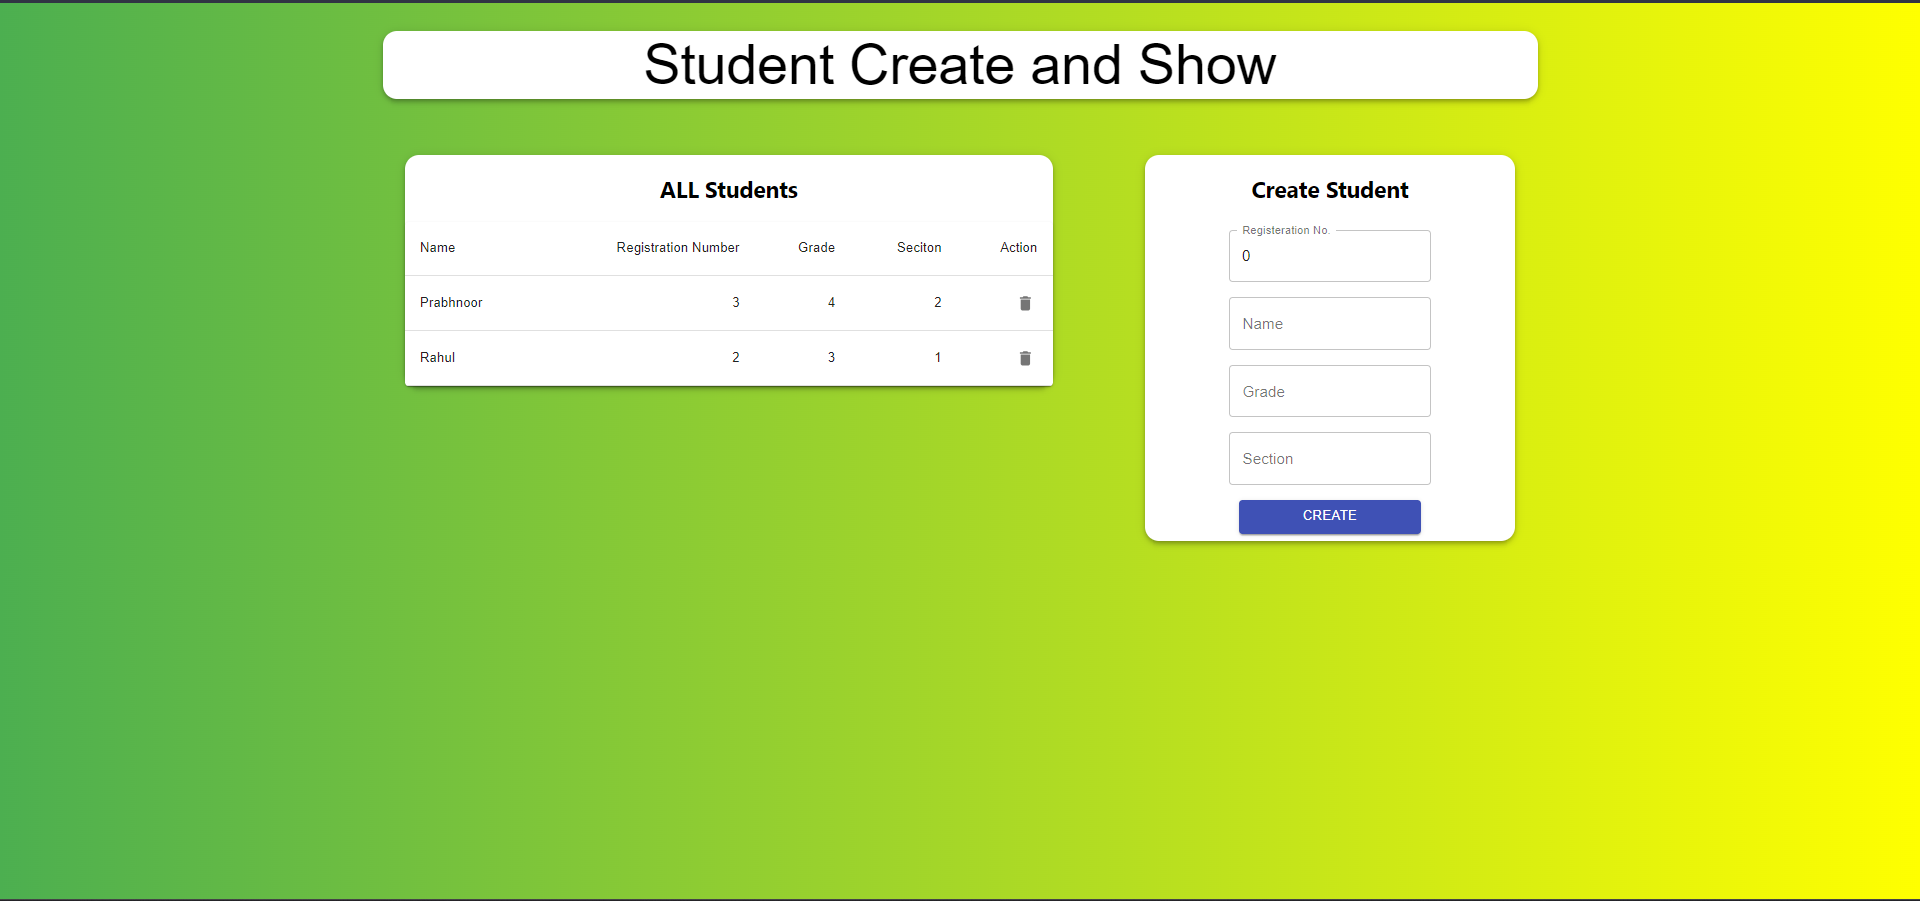 Student Create and Show
ALL Students
Name Registration Number Grade Seciton Action
Prabhnoor 3 4 2
Rahul 2 3 1
Create Student
Registeration No.
0
Name
Grade
Section
CREATE